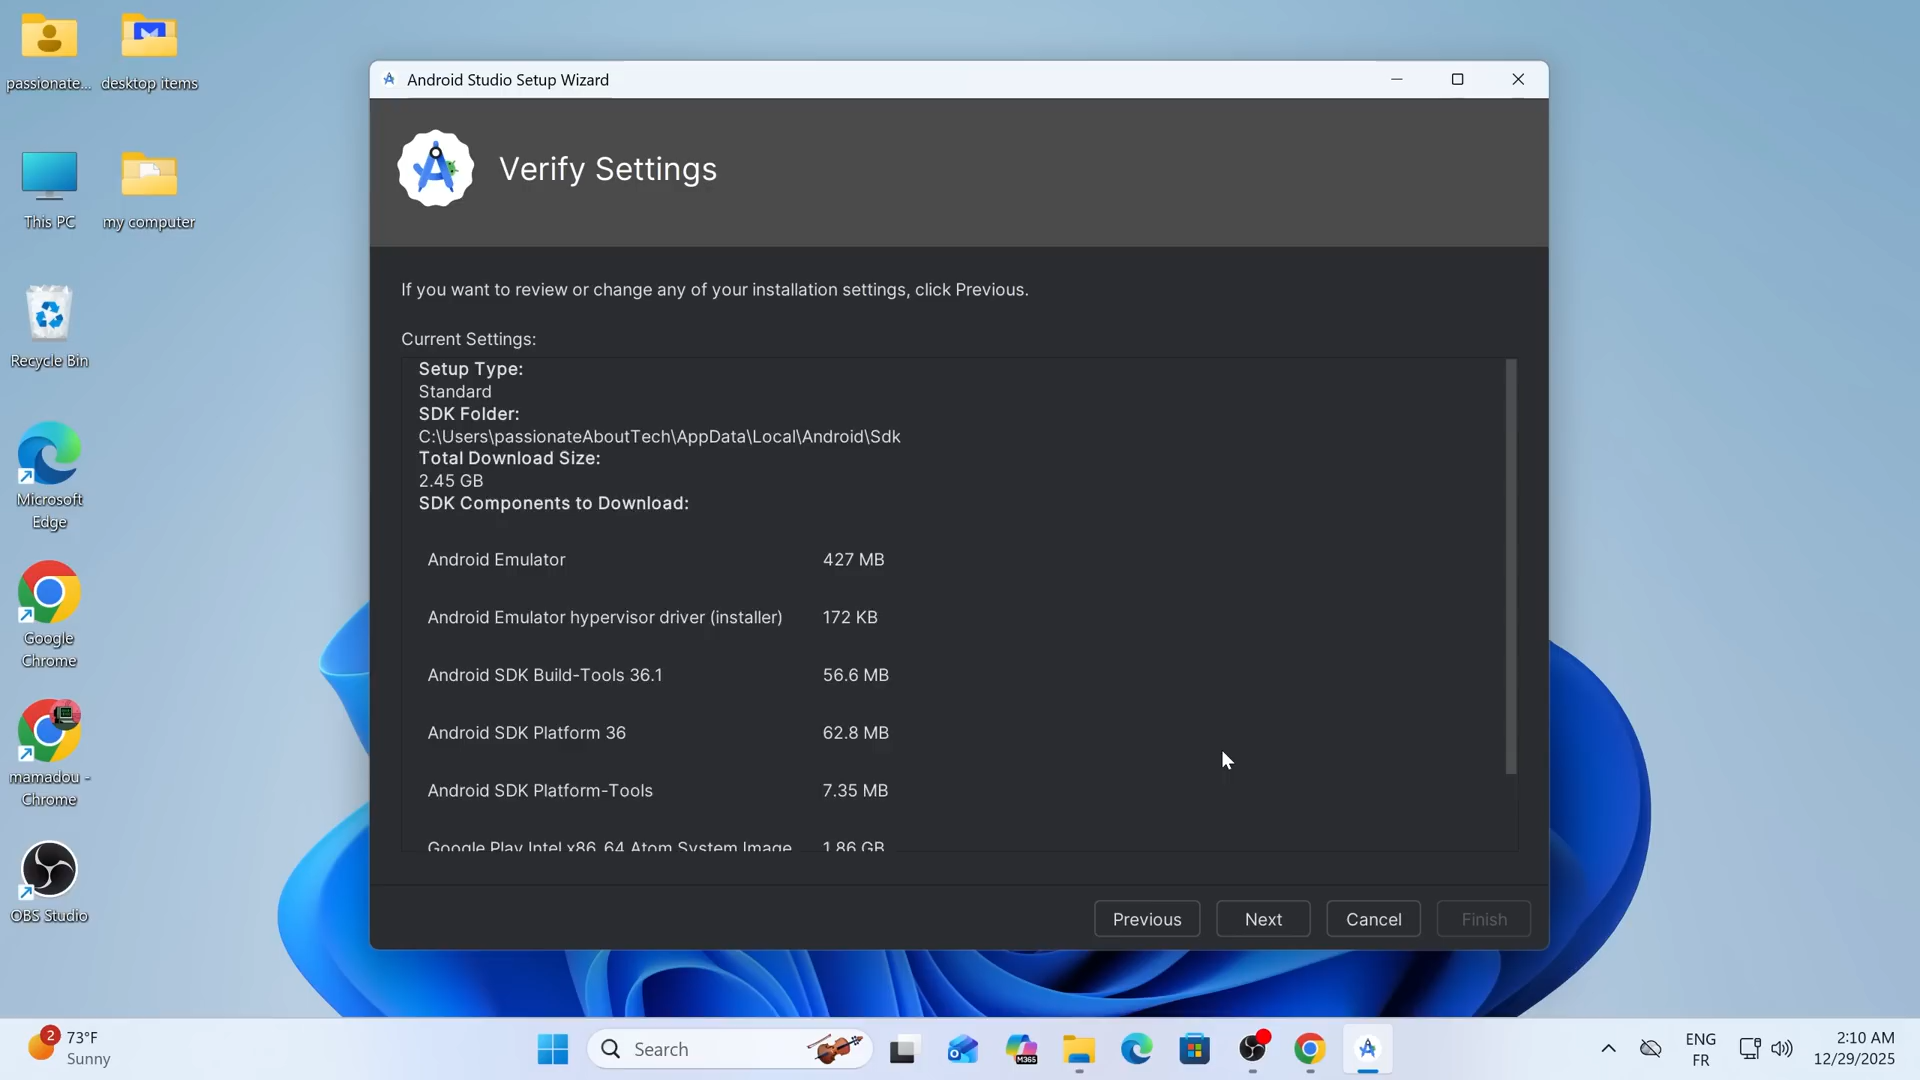 passionate...
desktop items
This PC
my computer
Recycle Bin
Microsoft
Edge
Google
Chrome
mamadou -
Chrome
OBS Studio
Android Studio Setup Wizard
Verify Settings
If you want to review or change any of your installation settings, click Previous.
Current Settings:
Setup Type:
Standard
SDK Folder:
C:\Users\passionateAboutTech\AppData\Local\Android\Sdk
Total Download Size:
2.45 GB
SDK Components to Download:
Android Emulator 427 MB
Android Emulator hypervisor driver (installer) 172 KB
Android SDK Build-Tools 36.1 56.6 MB
Android SDK Platform 36 62.8 MB
Android SDK Platform-Tools 7.35 MB
Google Play Intel x86_64 Atom System Image 1.86 GB
Previous Next Cancel Finish
2
73°F
Sunny
Search
M365
ENG
FR
2:10 AM
12/29/2025